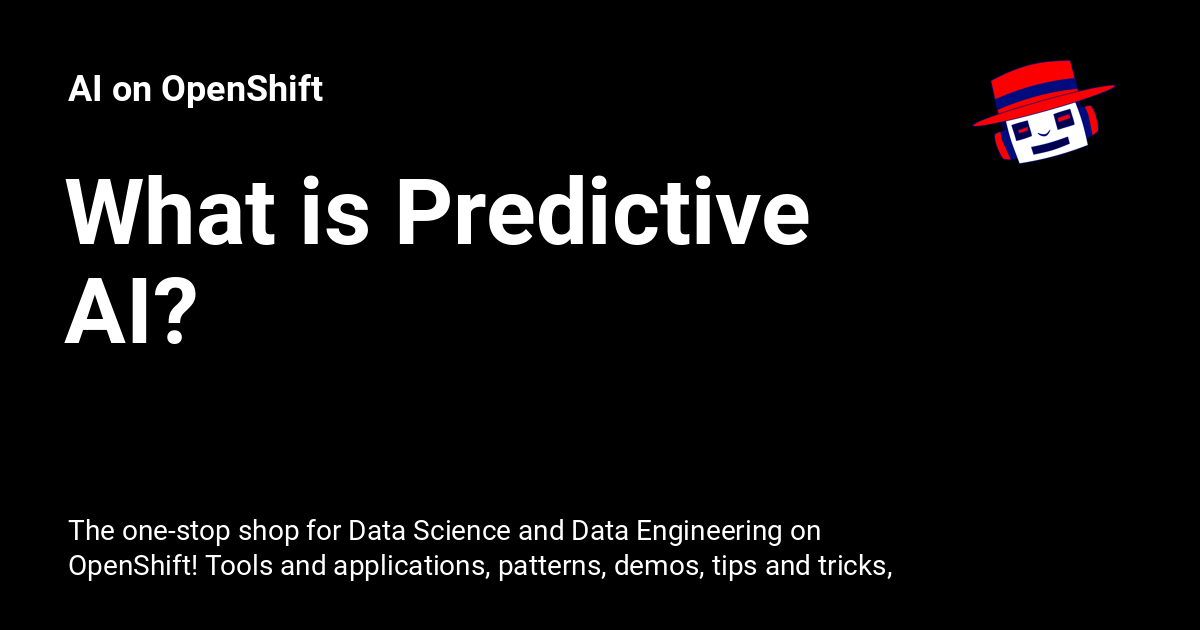 AI on OpenShift
What is Predictive
AI?
The one-stop shop for Data Science and Data Engineering on
OpenShift! Tools and applications, patterns, demos, tips and tricks,